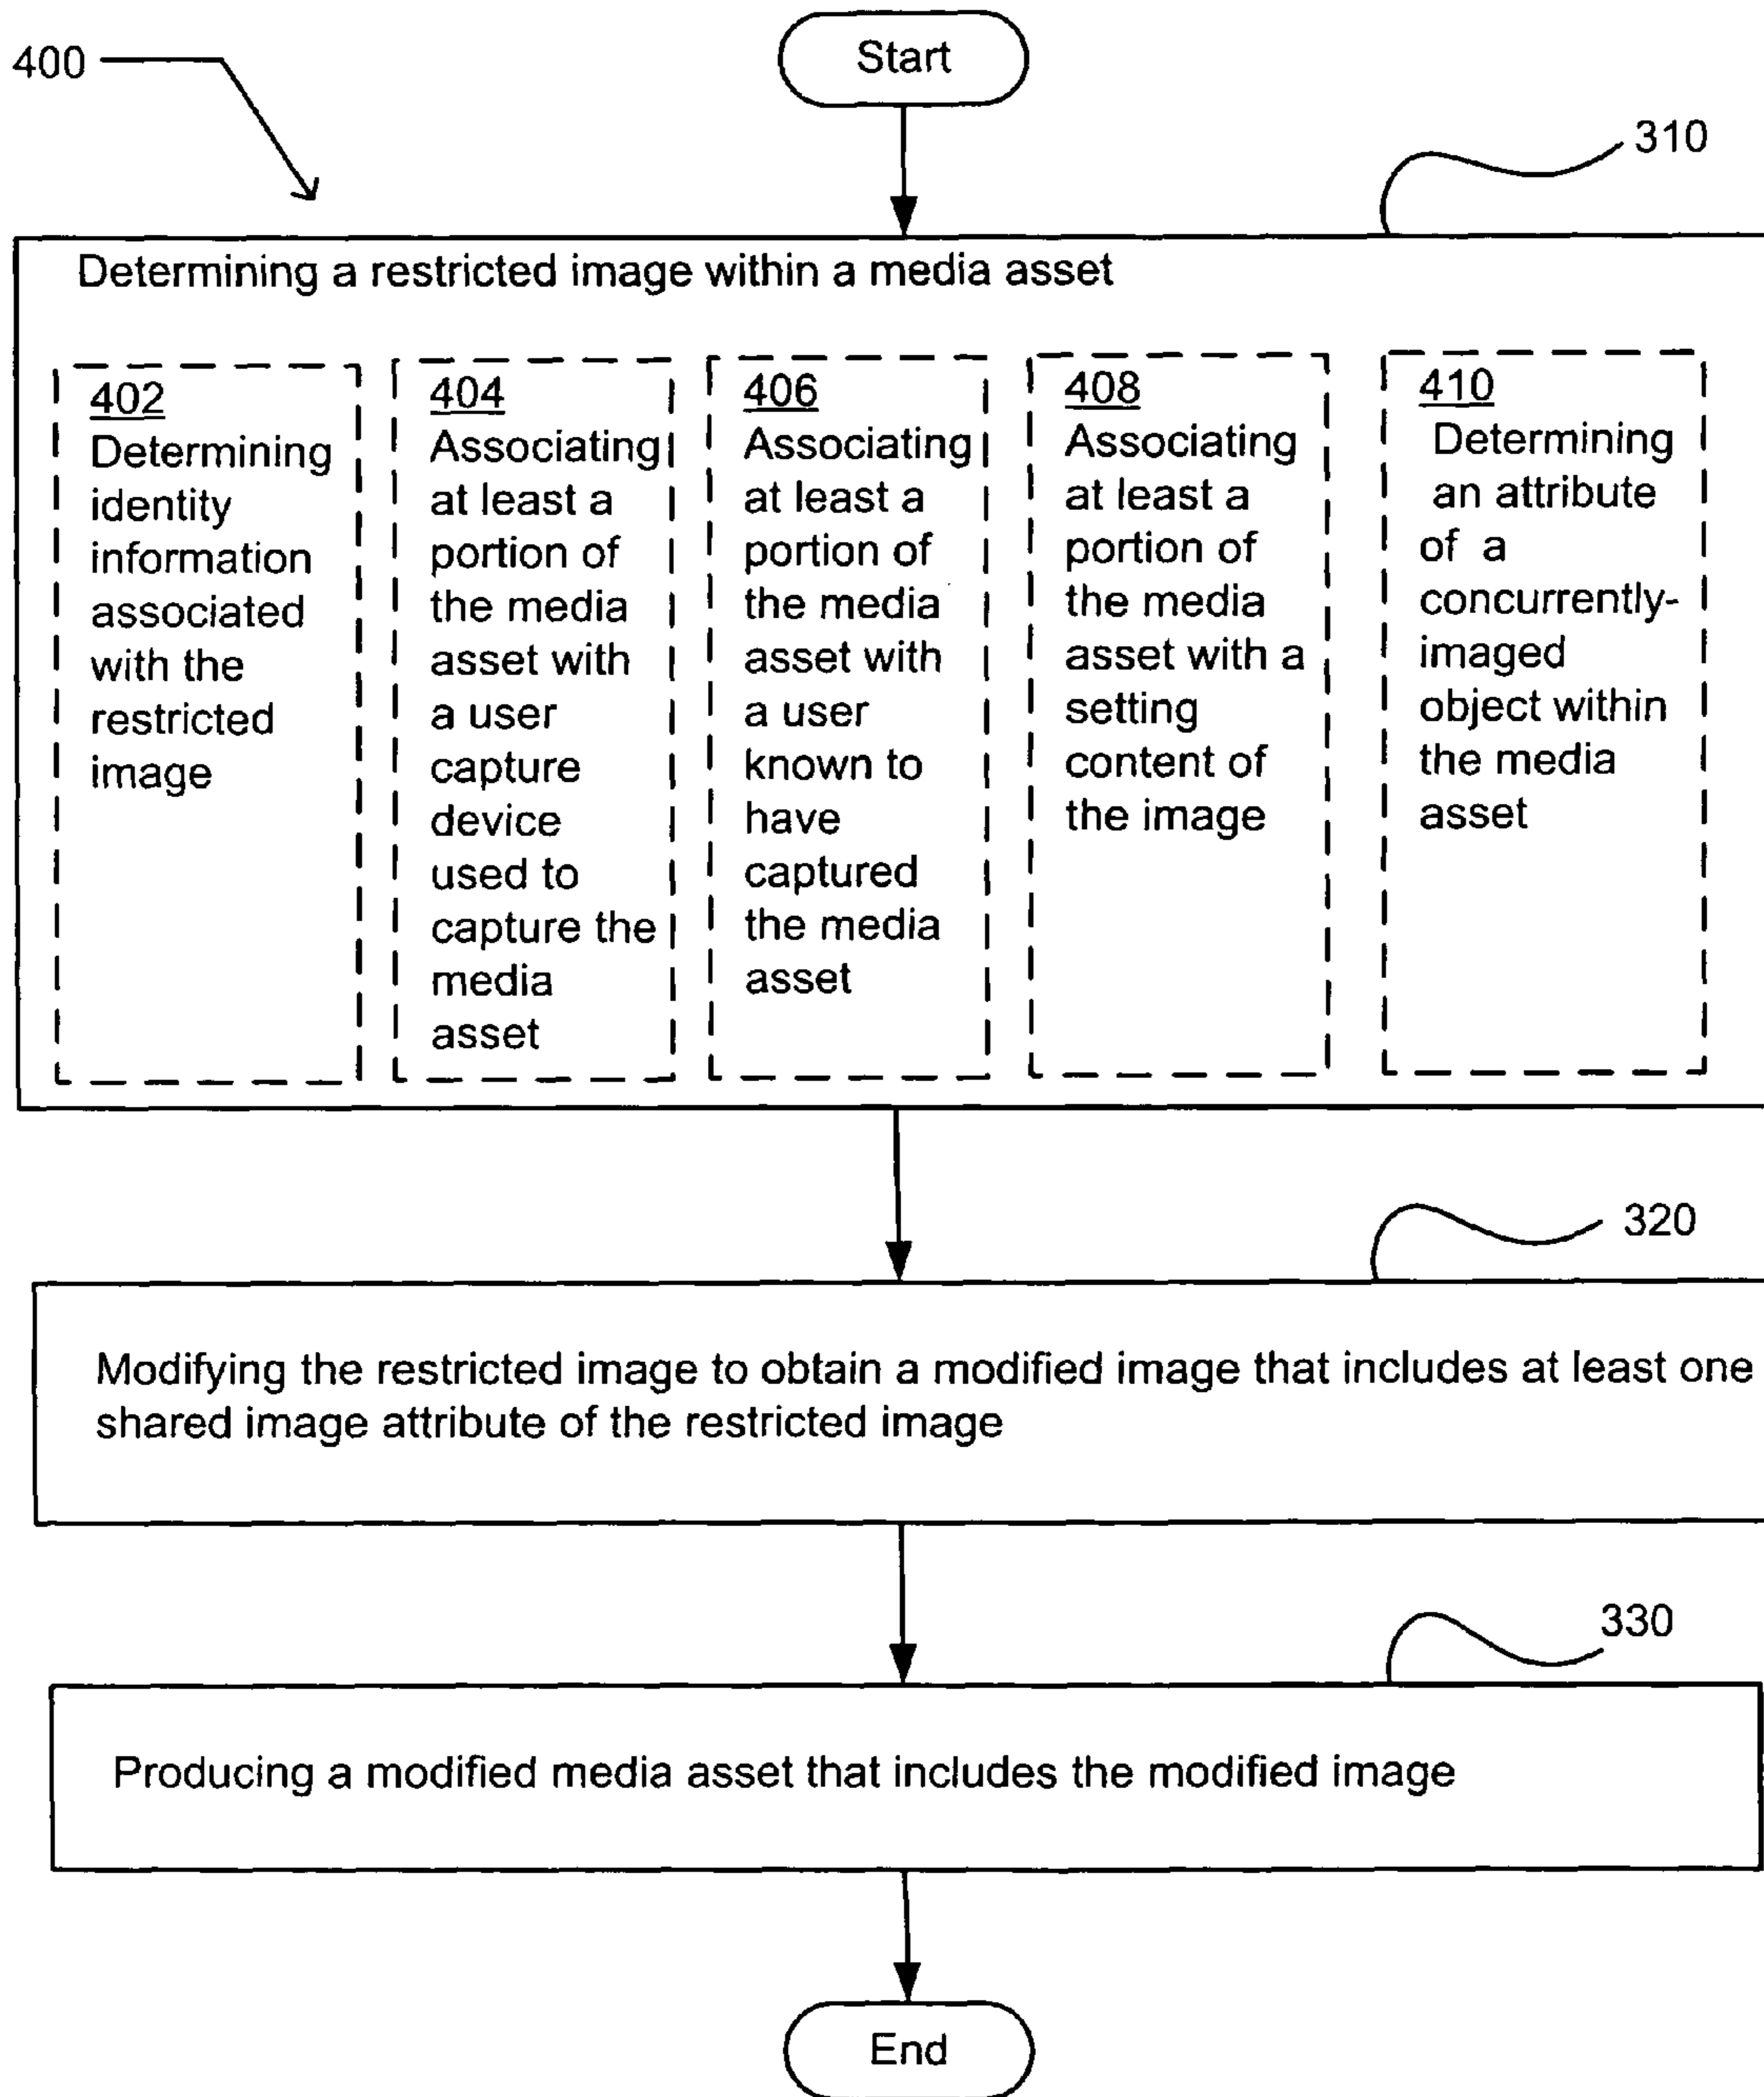 Start
400
310
Determining a restricted image within a media asset
402
Determining
identity
information
associated
with the
restricted
image
404
Associating
at least a
portion of
the media
asset with
a user
capture
device
used to
capture the
media
asset
406
Associating
at least a
portion of
the media
asset with
a user
known to
have
captured
the media
asset
408
Associating
at least a
portion of
the media
asset with a
setting
content of
the image
410
Determining
an attribute
of a
concurrently-
imaged
object within
the media
asset
320
Modifying the restricted image to obtain a modified image that includes at least one
shared image attribute of the restricted image
330
Producing a modified media asset that includes the modified image
End